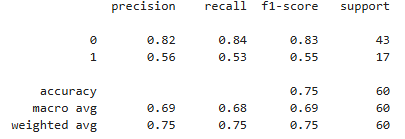 precision recall f1-score support
0 0.82 0.84 0.83 43
1 0.56 0.53 0.55 17
accuracy 0.75 60
macro avg 0.69 0.68 0.69 60
weighted avg 0.75 0.75 0.75 60